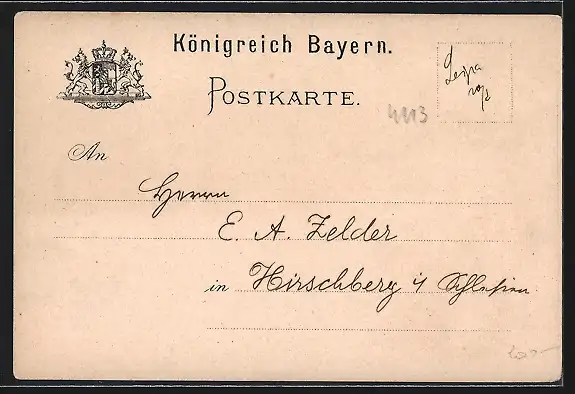 Königreich Bayern.
POSTKARTE.
4113
An
Herrn
E. A. Zelder
in Hirschberg i/ Schlesien